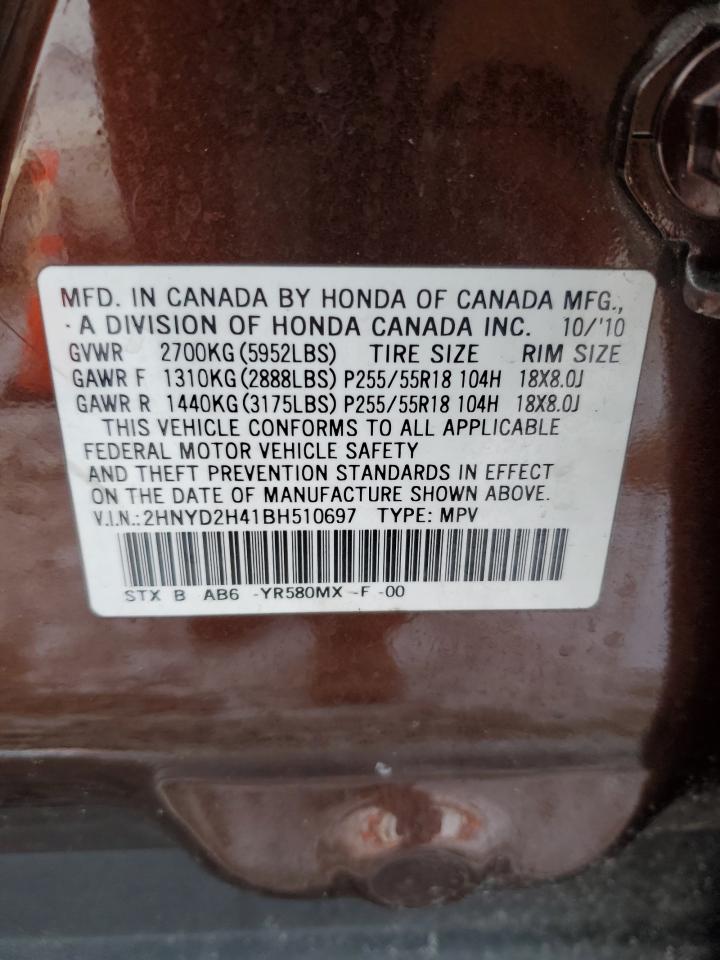 MFD. IN CANADA BY HONDA OF CANADA MFG.,
· A DIVISION OF HONDA CANADA INC. 10/'10
GVWR 2700KG(5952LBS) TIRE SIZE RIM SIZE
GAWR F 1310KG(2888LBS) P255/55R18 104H 18X8.0J
GAWR R 1440KG(3175LBS) P255/55R18 104H 18X8.0J
THIS VEHICLE CONFORMS TO ALL APPLICABLE
FEDERAL MOTOR VEHICLE SAFETY
AND THEFT PREVENTION STANDARDS IN EFFECT
ON THE DATE OF MANUFACTURE SHOWN ABOVE.
V.I.N.:2HNYD2H41BH510697 TYPE: MPV
STX B AB6 -YR580MX -F -00